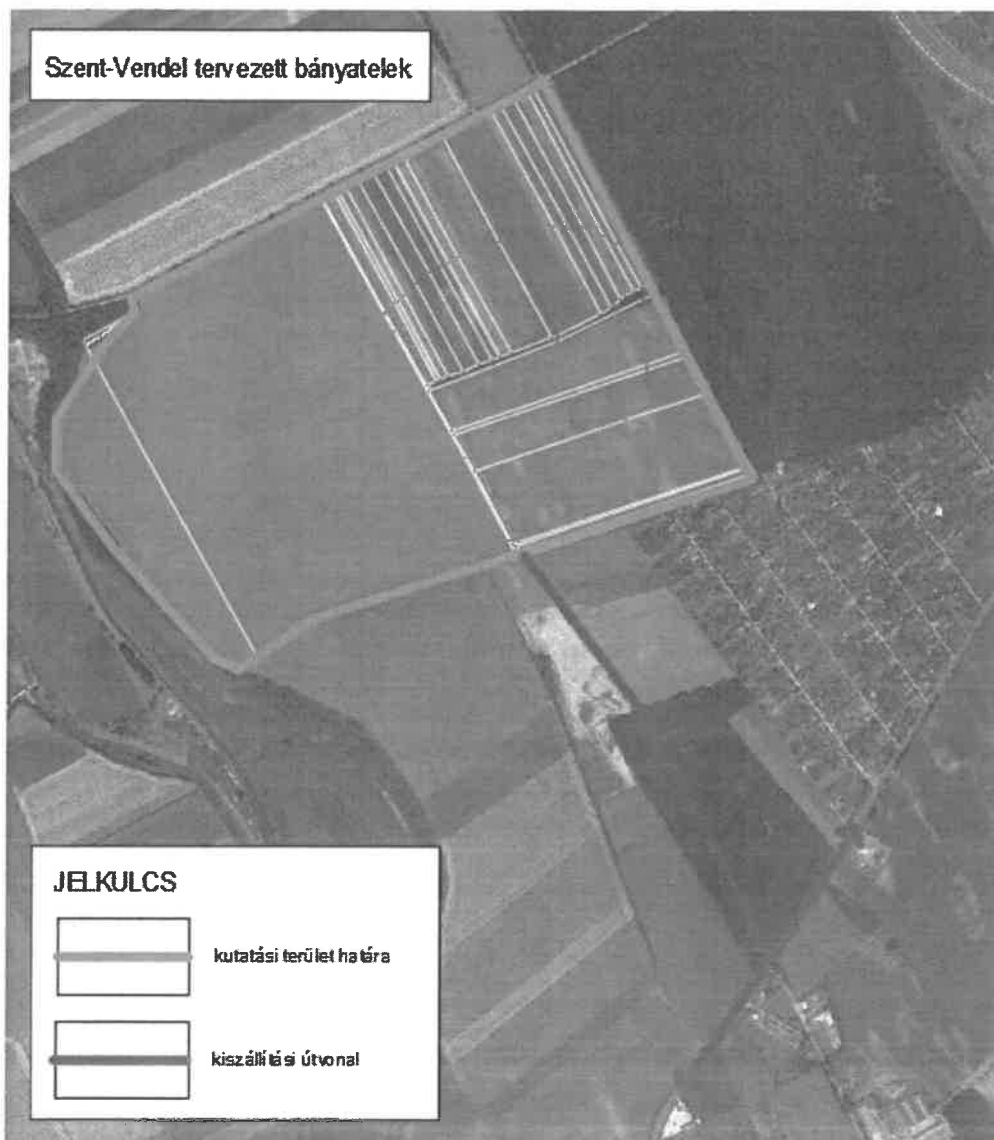 Szent-Vendel tervezett bányatelek
JELKULCS
kutatási terület határa
kiszállítási útvonal